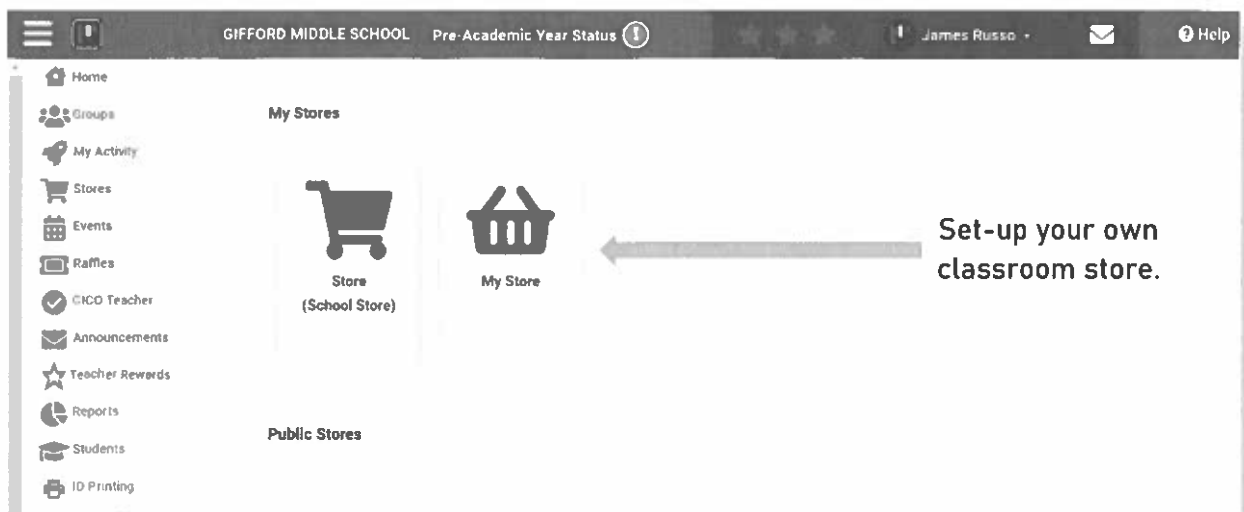 GIFFORD MIDDLE SCHOOL Pre-Academic Year Status James Russo Help
Home
Groups
My Activity
Stores
Events
Raffles
CICO Teacher
Announcements
Teacher Rewards
Reports
Students
ID Printing
My Stores
Store
(School Store)
My Store
Set-up your own
classroom store.
Public Stores